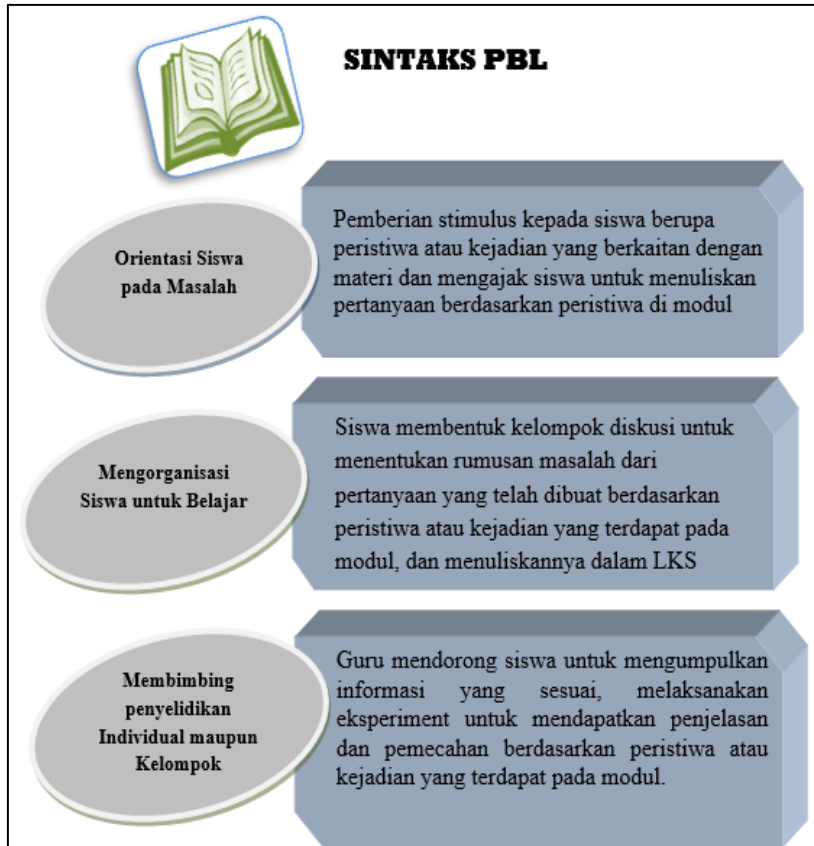 SINTAKS PBL
Orientasi Siswa
pada Masalah
Pemberian stimulus kepada siswa berupa
peristiwa atau kejadian yang berkaitan dengan
materi dan mengajak siswa untuk menuliskan
pertanyaan berdasarkan peristiwa di modul
Mengorganisasi
Siswa untuk Belajar
Siswa membentuk kelompok diskusi untuk
menentukan rumusan masalah dari
pertanyaan yang telah dibuat berdasarkan
peristiwa atau kejadian yang terdapat pada
modul, dan menuliskannya dalam LKS
Membimbing
penyelidikan
Individual maupun
Kelompok
Guru mendorong siswa untuk mengumpulkan
informasi yang sesuai, melaksanakan
eksperiment untuk mendapatkan penjelasan
dan pemecahan berdasarkan peristiwa atau
kejadian yang terdapat pada modul.